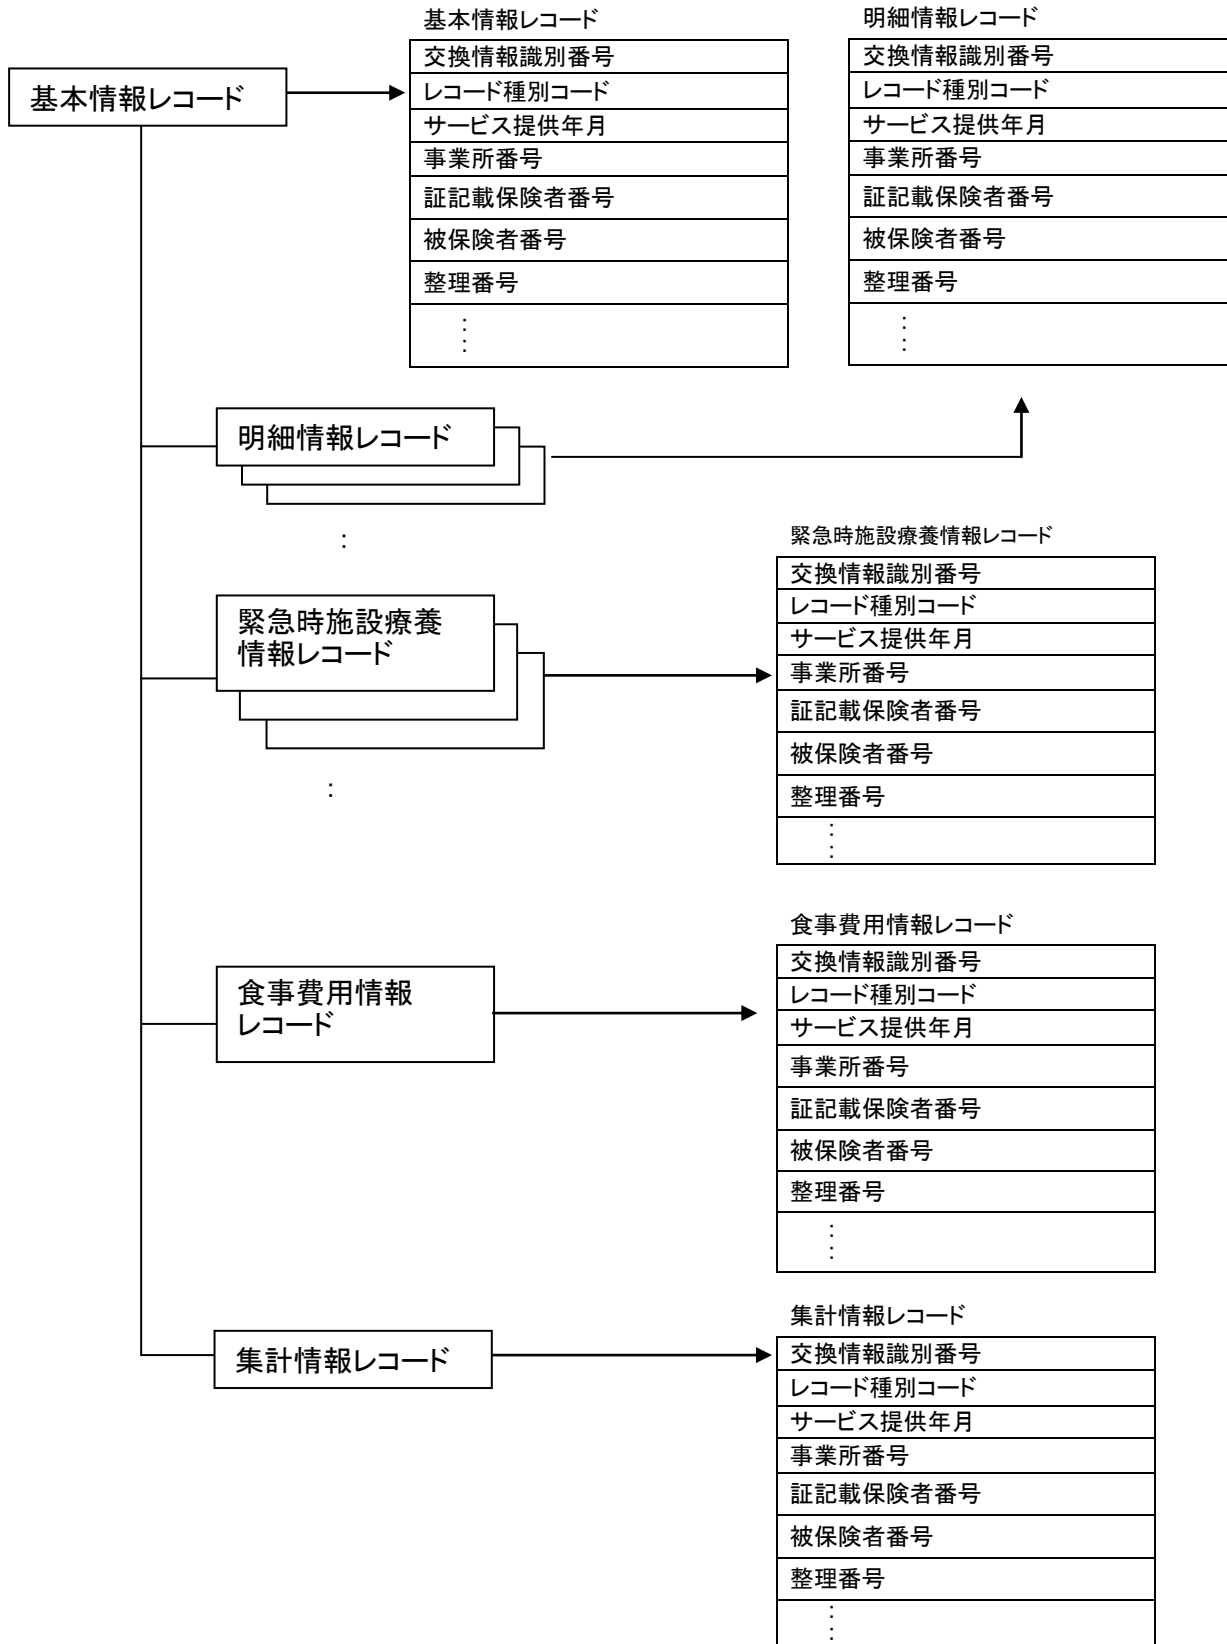 基本情報レコード
基本情報レコード
交換情報識別番号
レコード種別コード
サービス提供年月
事業所番号
証記載保険者番号
被保険者番号
整理番号
:
:
明細情報レコード
交換情報識別番号
レコード種別コード
サービス提供年月
事業所番号
証記載保険者番号
被保険者番号
整理番号
:
:
明細情報レコード
:
緊急時施設療養
情報レコード
:
緊急時施設療養情報レコード
交換情報識別番号
レコード種別コード
サービス提供年月
事業所番号
証記載保険者番号
被保険者番号
整理番号
:
:
食事費用情報
レコード
食事費用情報レコード
交換情報識別番号
レコード種別コード
サービス提供年月
事業所番号
証記載保険者番号
被保険者番号
整理番号
:
:
集計情報レコード
集計情報レコード
交換情報識別番号
レコード種別コード
サービス提供年月
事業所番号
証記載保険者番号
被保険者番号
整理番号
:
: